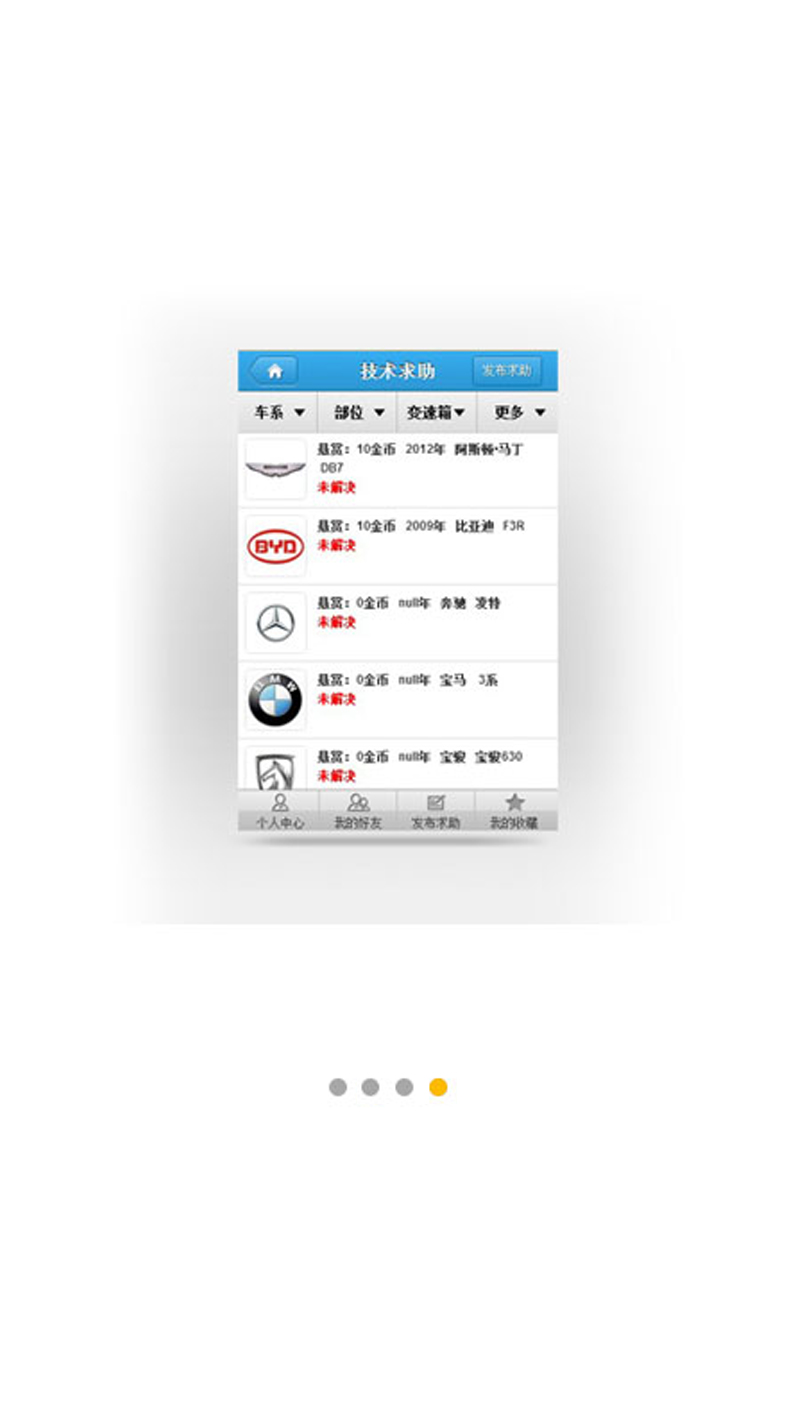 技术求助
发布求助
车系 部位 变速箱 更多
悬赏：10金币 2012年 阿斯顿·马丁
DB7
未解决
BYD
悬赏：10金币 2009年 比亚迪 F3R
未解决
悬赏：0金币 null年 奔驰 凌特
未解决
BMW
悬赏：0金币 null年 宝马 3系
未解决
悬赏：0金币 null年 宝骏 宝骏630
未解决
个人中心 我的好友 发布求助 我的收藏